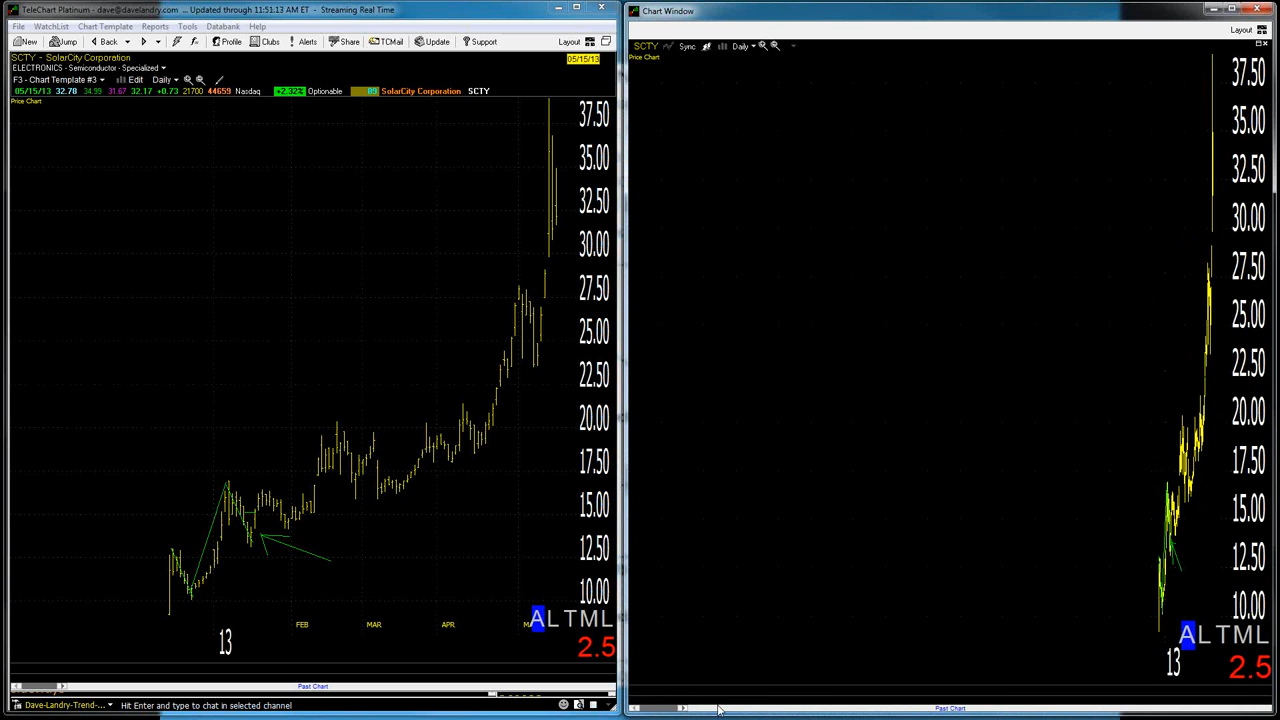 TeleChart Platinum - dave@davelandry.com ... Updated through 11:51:13 AM ET - Streaming Real Time
File WatchList Chart Template Reports Tools Databank Help
New Jump Back Profile Clubs Alerts Share TCMail Update Support Layout
SCTY - SolarCity Corporation 05/15/13
ELECTRONICS - Semiconductor - Specialized
F3 - Chart Template #3 Edit Daily
05/15/13 32.78 34.99 31.67 32.17 +0.73 21700 44659 Nasdaq +2.32% Optionable 89 SolarCity Corporation SCTY
Price Chart
37.50
35.00
32.50
30.00
27.50
25.00
22.50
20.00
17.50
15.00
12.50
10.00
FEB MAR APR
A L T M L
13
2.5
Past Chart
Dave-Landry-Trend-... Hit Enter and type to chat in selected channel
Chart Window
Layout
SCTY Sync Daily
Price Chart
37.50
35.00
32.50
30.00
27.50
25.00
22.50
20.00
17.50
15.00
12.50
10.00
A L T M L
13
2.5
Past Chart